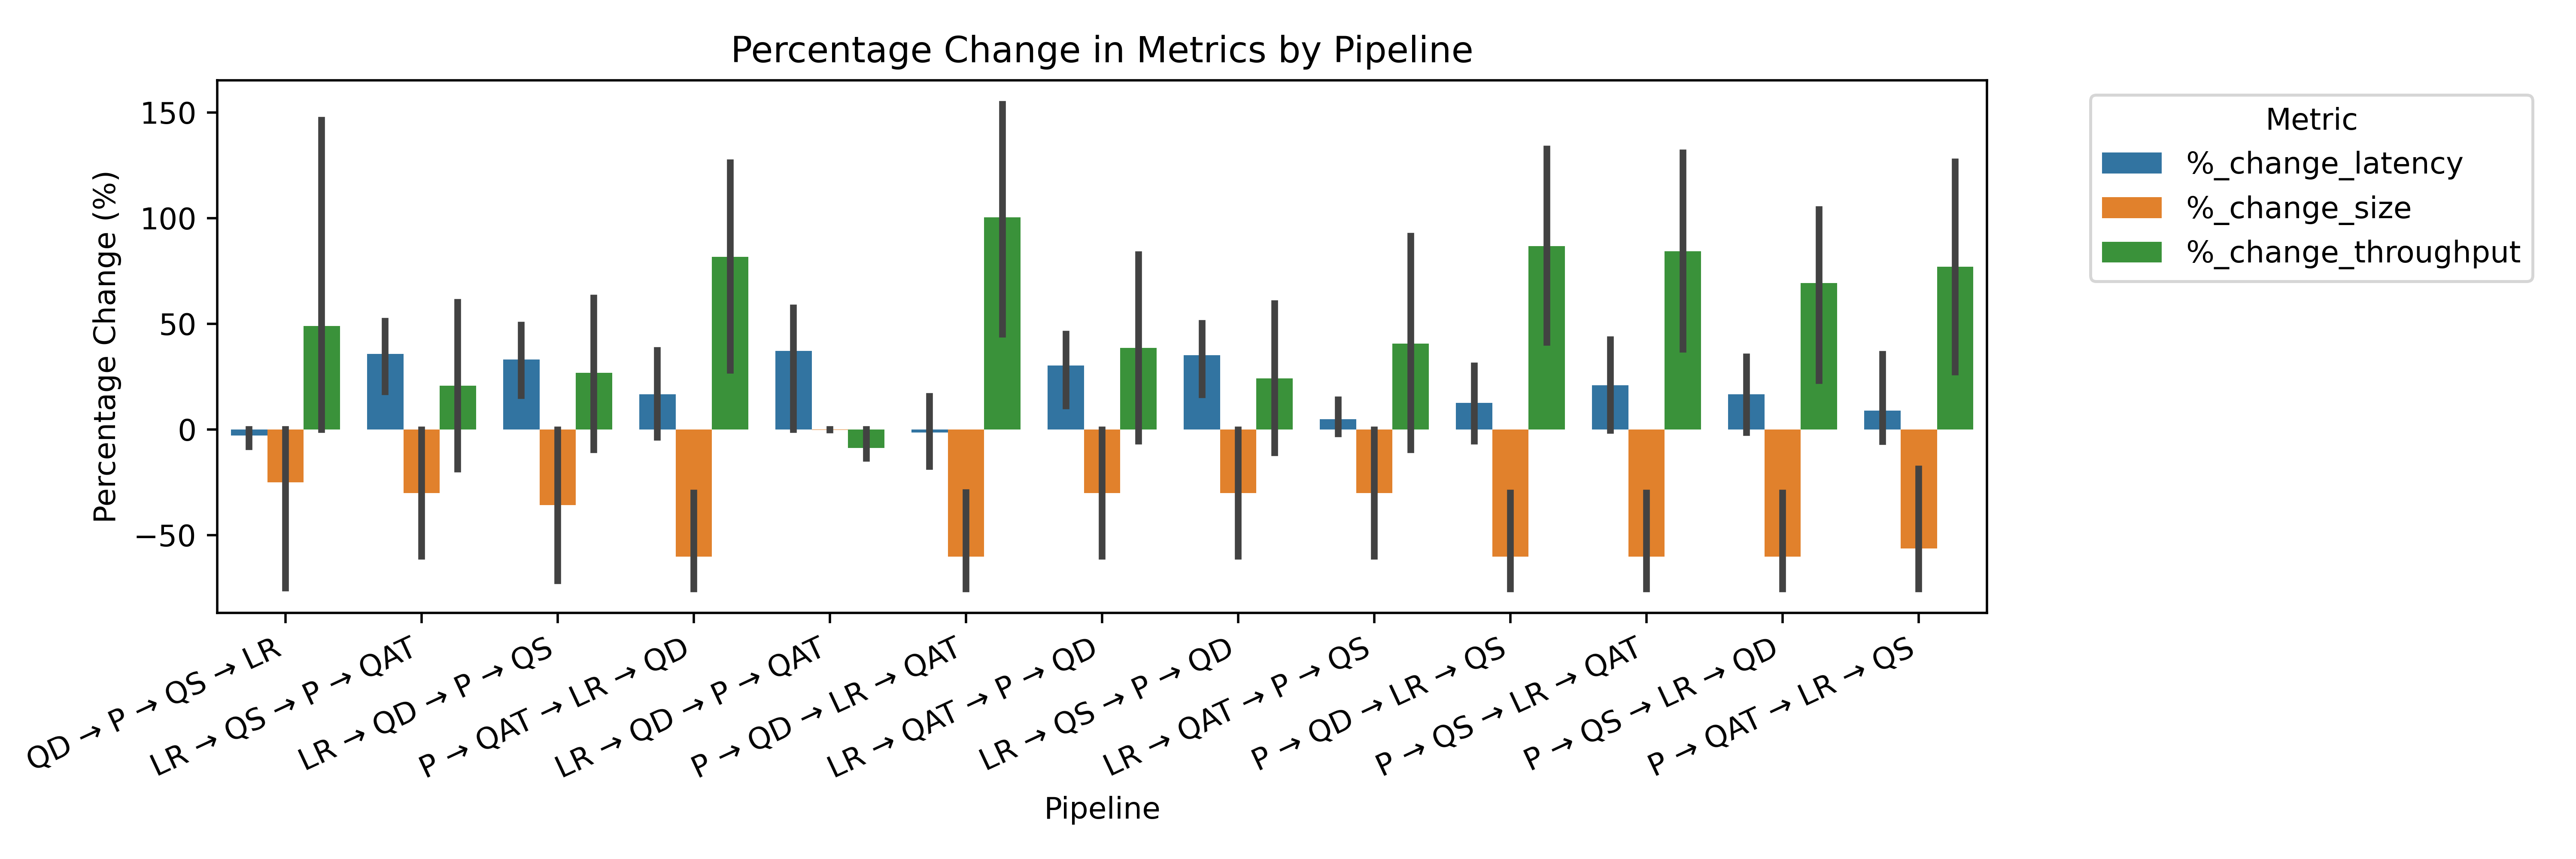 Percentage Change in Metrics by Pipeline
Percentage Change (%)
150
100
50
0
−50
QD → P → QS → LR
LR → QS → P → QAT
LR → QD → P → QS
P → QAT → LR → QD
LR → QD → P → QAT
P → QD → LR → QAT
LR → QAT → P → QD
LR → QS → P → QD
LR → QAT → P → QS
P → QD → LR → QS
P → QS → LR → QAT
P → QS → LR → QD
P → QAT → LR → QS
Pipeline
Metric
%_change_latency
%_change_size
%_change_throughput